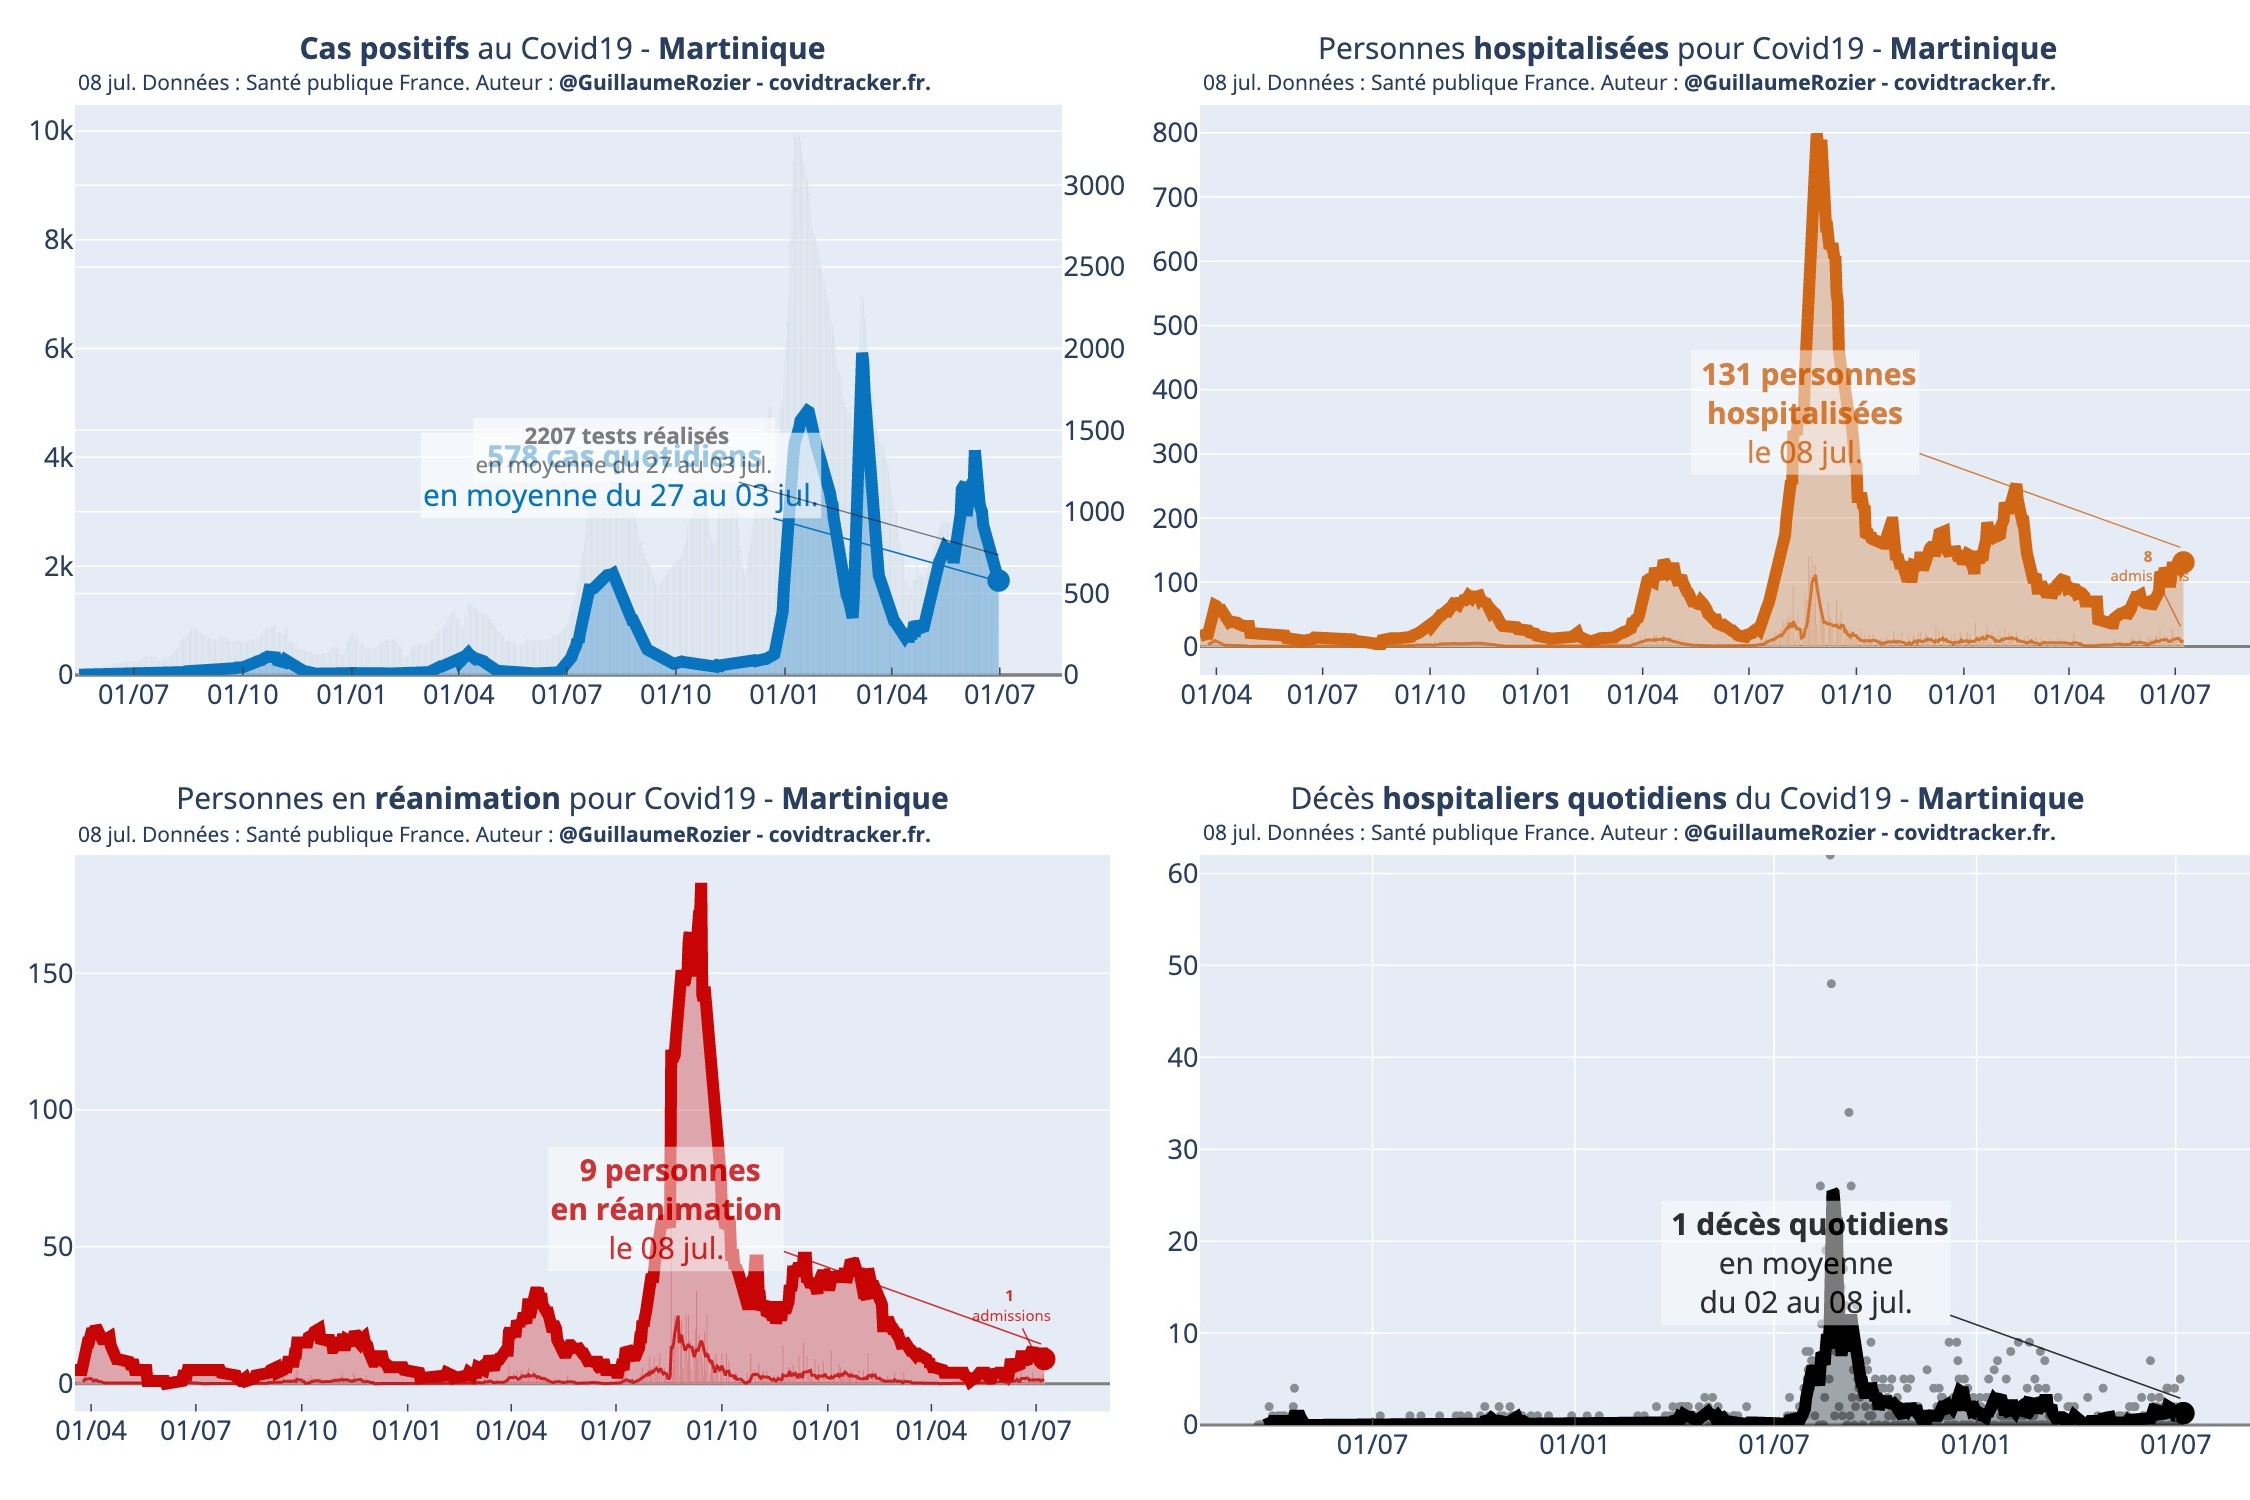 Cas positifs au Covid19 - Martinique
08 jul. Données : Santé publique France. Auteur : @GuillaumeRozier - covidtracker.fr.
10k
8k
6k
4k
2k
0
3000
2500
2000
1500
1000
500
0
2207 tests réalisés
en moyenne du 27 au 03 jul.
578 cas quotidiens
en moyenne du 27 au 03 jul.
01/07 01/10 01/01 01/04 01/07 01/10 01/01 01/04 01/07
Personnes hospitalisées pour Covid19 - Martinique
08 jul. Données : Santé publique France. Auteur : @GuillaumeRozier - covidtracker.fr.
800
700
600
500
400
300
200
100
0
131 personnes
hospitalisées
le 08 jul.
8
admissions
01/04 01/07 01/10 01/01 01/04 01/07 01/10 01/01 01/04 01/07
Personnes en réanimation pour Covid19 - Martinique
08 jul. Données : Santé publique France. Auteur : @GuillaumeRozier - covidtracker.fr.
150
100
50
0
9 personnes
en réanimation
le 08 jul.
1
admissions
01/04 01/07 01/10 01/01 01/04 01/07 01/10 01/01 01/04 01/07
Décès hospitaliers quotidiens du Covid19 - Martinique
08 jul. Données : Santé publique France. Auteur : @GuillaumeRozier - covidtracker.fr.
60
50
40
30
20
10
0
1 décès quotidiens
en moyenne
du 02 au 08 jul.
01/07 01/01 01/07 01/01 01/07